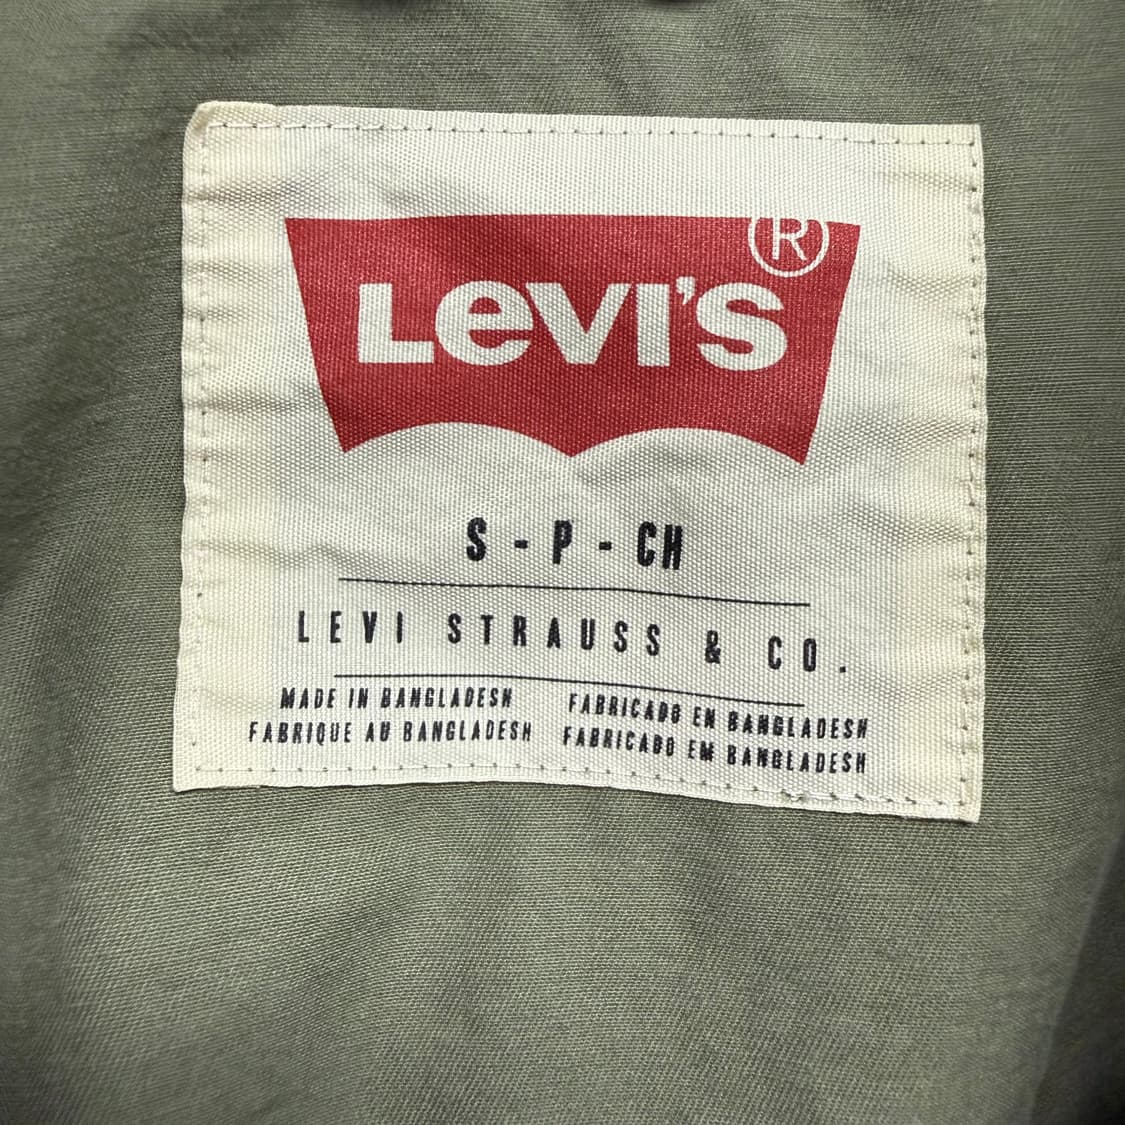 LEVI'S®
S - P - CH
LEVI STRAUSS & CO.
MADE IN BANGLADESH
FABRIQUE AU BANGLADESH
FABRICADO EN BANGLADESH
FABRICADO EM BANGLADESH